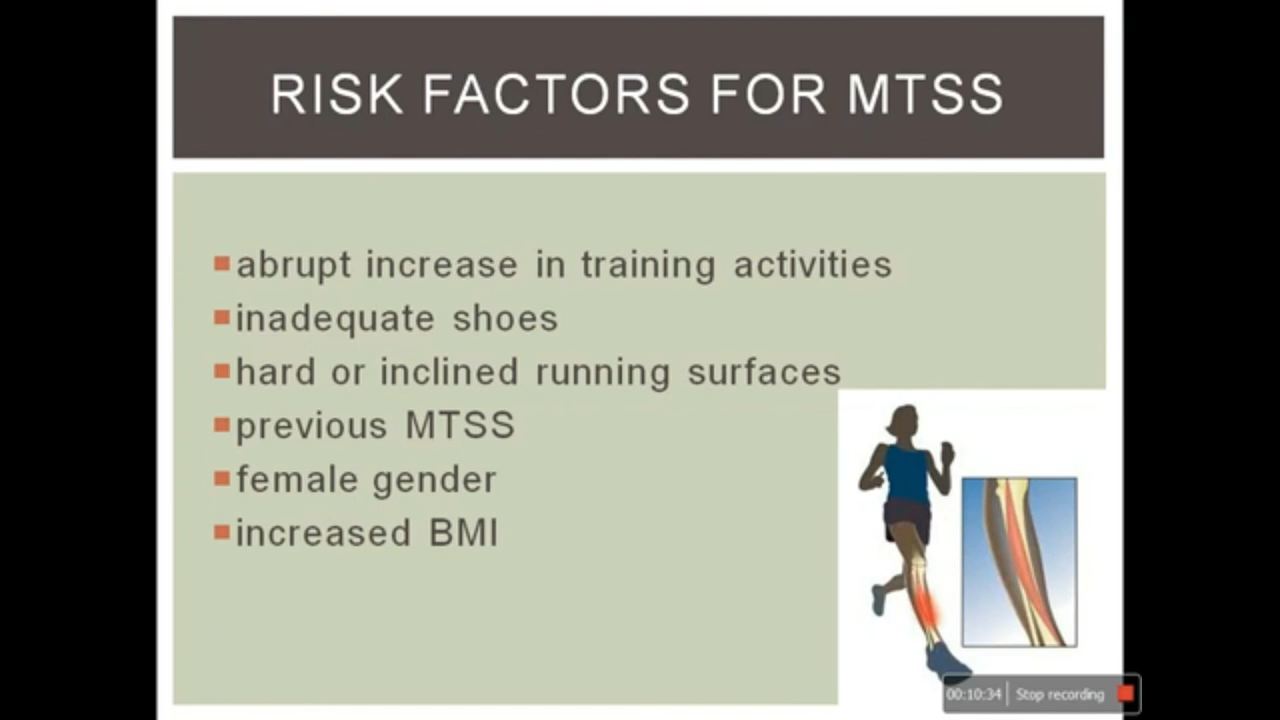 RISK FACTORS FOR MTSS
abrupt increase in training activities
inadequate shoes
hard or inclined running surfaces
previous MTSS
female gender
increased BMI
00:10:34 Stop recording